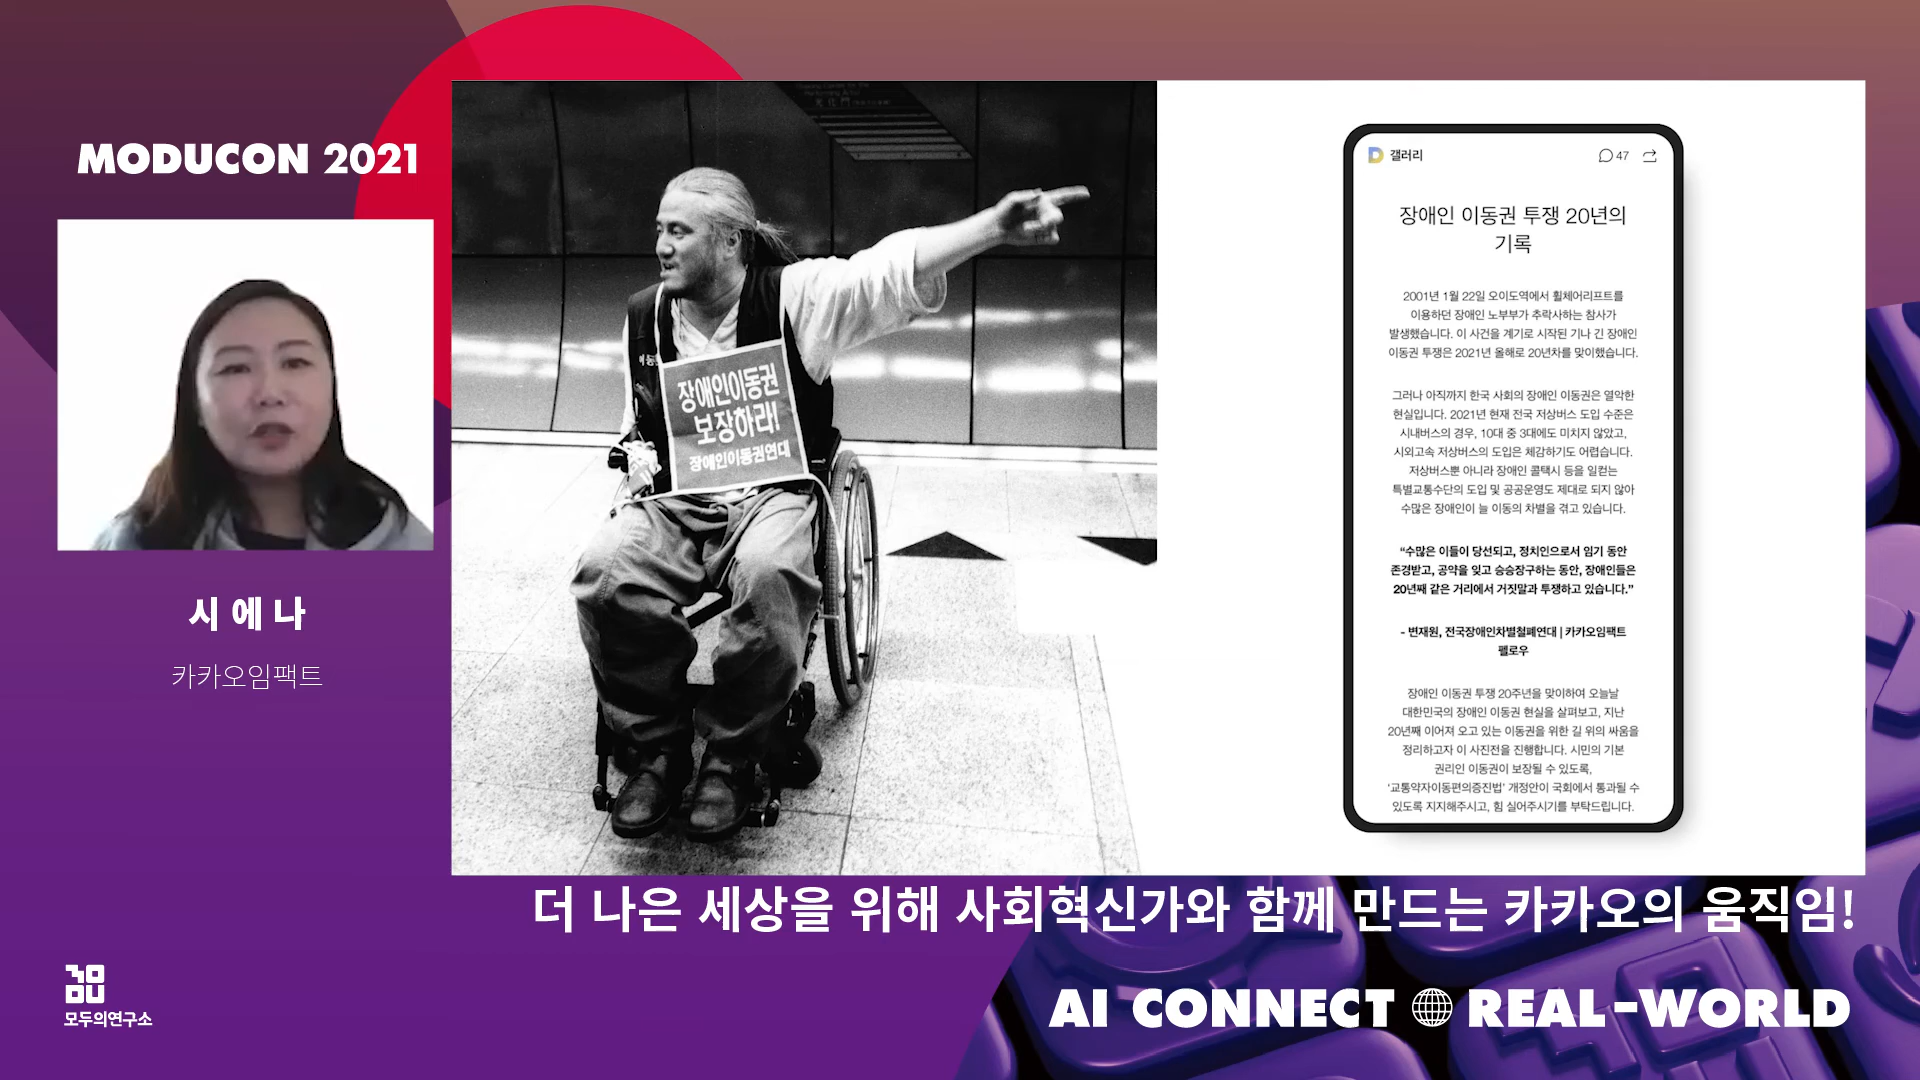 MODUCON 2021
시에나
카카오임팩트
모두의연구소
장애인이동권
보장하라!
장애인이동권연대
갤러리
47
장애인 이동권 투쟁 20년의
기록
2001년 1월 22일 오이도역에서 휠체어리프트를
이용하던 장애인 노부부가 추락사하는 참사가
발생했습니다. 이 사건을 계기로 시작된 기나 긴 장애인
이동권 투쟁은 2021년 올해로 20년차를 맞이했습니다.
그러나 아직까지 한국 사회의 장애인 이동권은 열악한
현실입니다. 2021년 현재 전국 저상버스 도입 수준은
시내버스의 경우, 10대 중 3대에도 미치지 않았고,
시외고속 저상버스의 도입은 체감하기도 어렵습니다.
저상버스뿐 아니라 장애인 콜택시 등을 일컫는
특별교통수단의 도입 및 공공운영도 제대로 되지 않아
수많은 장애인이 늘 이동의 차별을 겪고 있습니다.
“수많은 이들이 당선되고, 정치인으로서 임기 동안
존경받고, 공약을 잊고 승승장구하는 동안, 장애인들은
20년째 같은 거리에서 거짓말과 투쟁하고 있습니다.”
- 변재원, 전국장애인차별철폐연대 | 카카오임팩트
펠로우
장애인 이동권 투쟁 20주년을 맞이하여 오늘날
대한민국의 장애인 이동권 현실을 살펴보고, 지난
20년째 이어져 오고 있는 이동권을 위한 길 위의 싸움을
정리하고자 이 사진전을 진행합니다. 시민의 기본
권리인 이동권이 보장될 수 있도록,
'교통약자이동편의증진법' 개정안이 국회에서 통과될 수
있도록 지지해주시고, 힘 실어주시기를 부탁드립니다.
더 나은 세상을 위해 사회혁신가와 함께 만드는 카카오의 움직임!
AI CONNECT REAL-WORLD